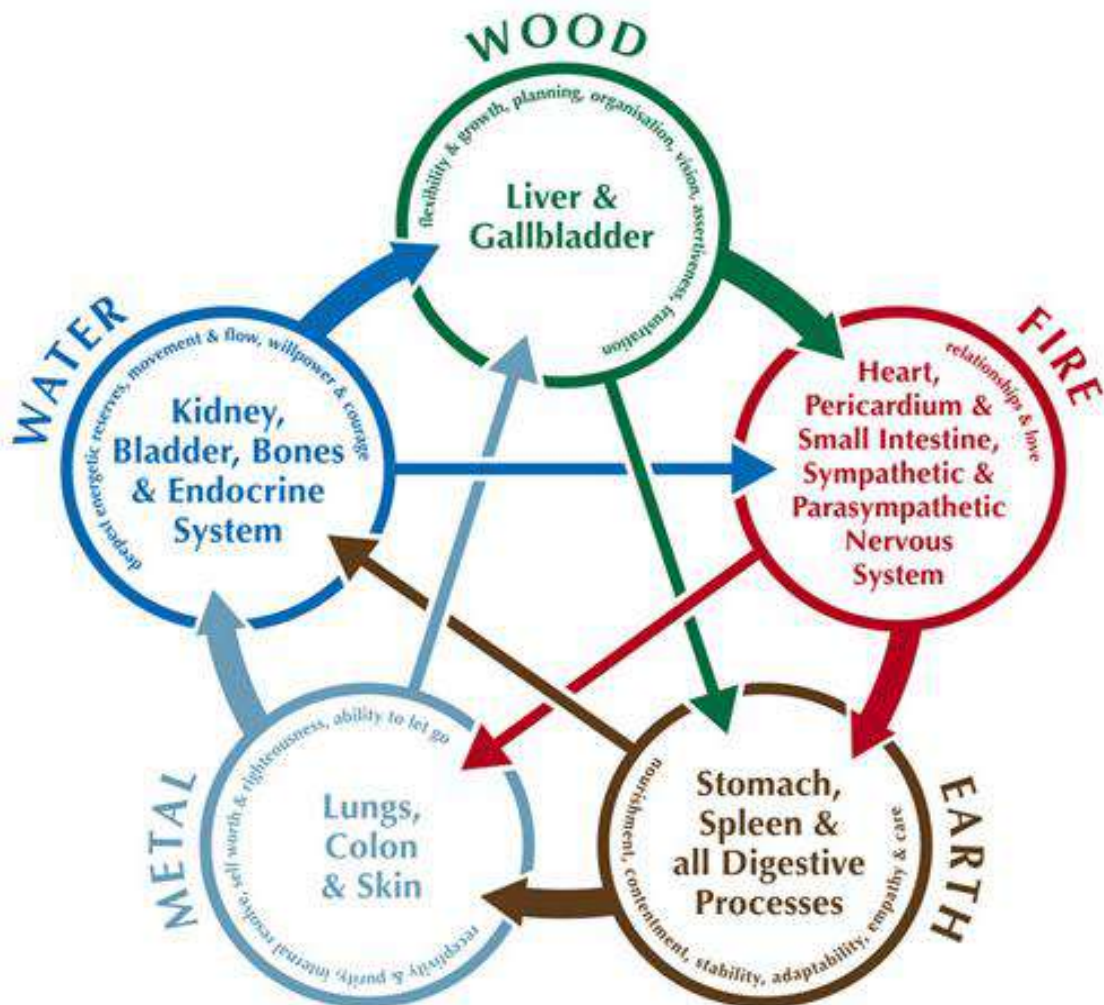 WOOD
flexibility & growth, planning, organisation, vision, assertiveness, frustration
Liver &
Gallbladder
FIRE
relationships & love
Heart,
Pericardium &
Small Intestine,
Sympathetic &
Parasympathetic
Nervous
System
EARTH
Stomach,
Spleen &
all Digestive
Processes
nourishment, contentment, stability, adaptability, empathy & care
METAL
Lungs,
Colon
& Skin
receptivity & purity, internal resolve, self worth & righteousness, ability to let go
WATER
deepest energetic reserves, movement & flow, willpower & courage
Kidney,
Bladder, Bones
& Endocrine
System